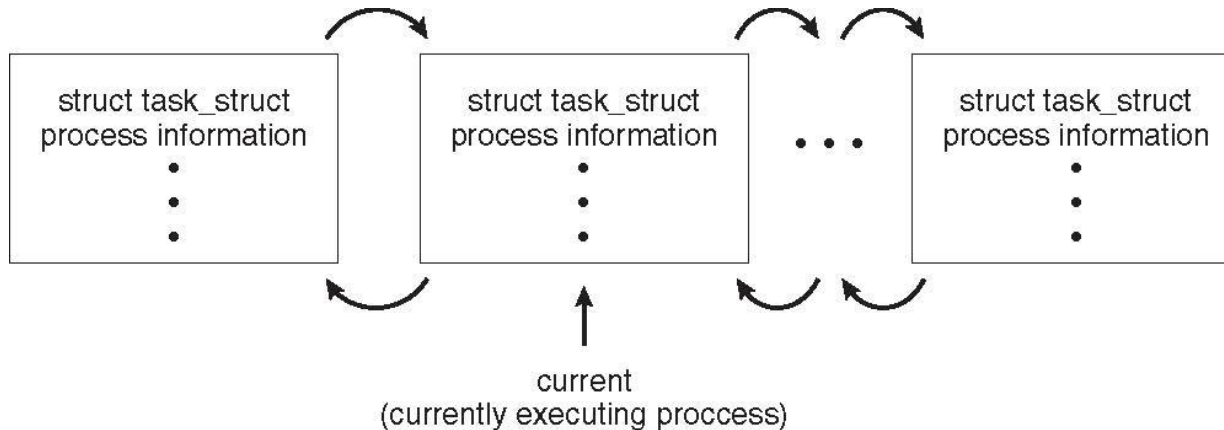 struct task_struct
process information
struct task_struct
process information
struct task_struct
process information
current
(currently executing proccess)